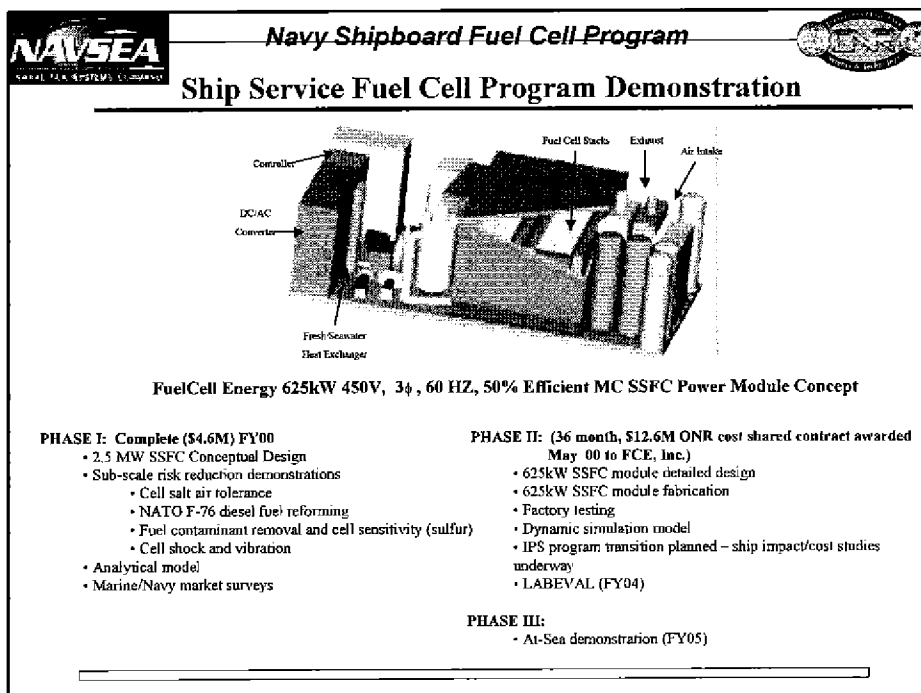 NAVSEA
Navy Shipboard Fuel Cell Program
ONR
Ship Service Fuel Cell Program Demonstration
Fuel Cell Stacks
Exhaust
Air Intake
Controller
DC/AC
Converter
Fresh/Seawater
Heat Exchanger
FuelCell Energy 625kW 450V, 3ϕ , 60 HZ, 50% Efficient MC SSFC Power Module Concept
PHASE I: Complete ($4.6M) FY00
• 2.5 MW SSFC Conceptual Design
• Sub-scale risk reduction demonstrations
• Cell salt air tolerance
• NATO F-76 diesel fuel reforming
• Fuel contaminant removal and cell sensitivity (sulfur)
• Cell shock and vibration
• Analytical model
• Marine/Navy market surveys
PHASE II: (36 month, $12.6M ONR cost shared contract awarded
May 00 to FCE, Inc.)
• 625kW SSFC module detailed design
• 625kW SSFC module fabrication
• Factory testing
• Dynamic simulation model
• IPS program transition planned – ship impact/cost studies
underway
• LABEVAL (FY04)
PHASE III:
• At-Sea demonstration (FY05)